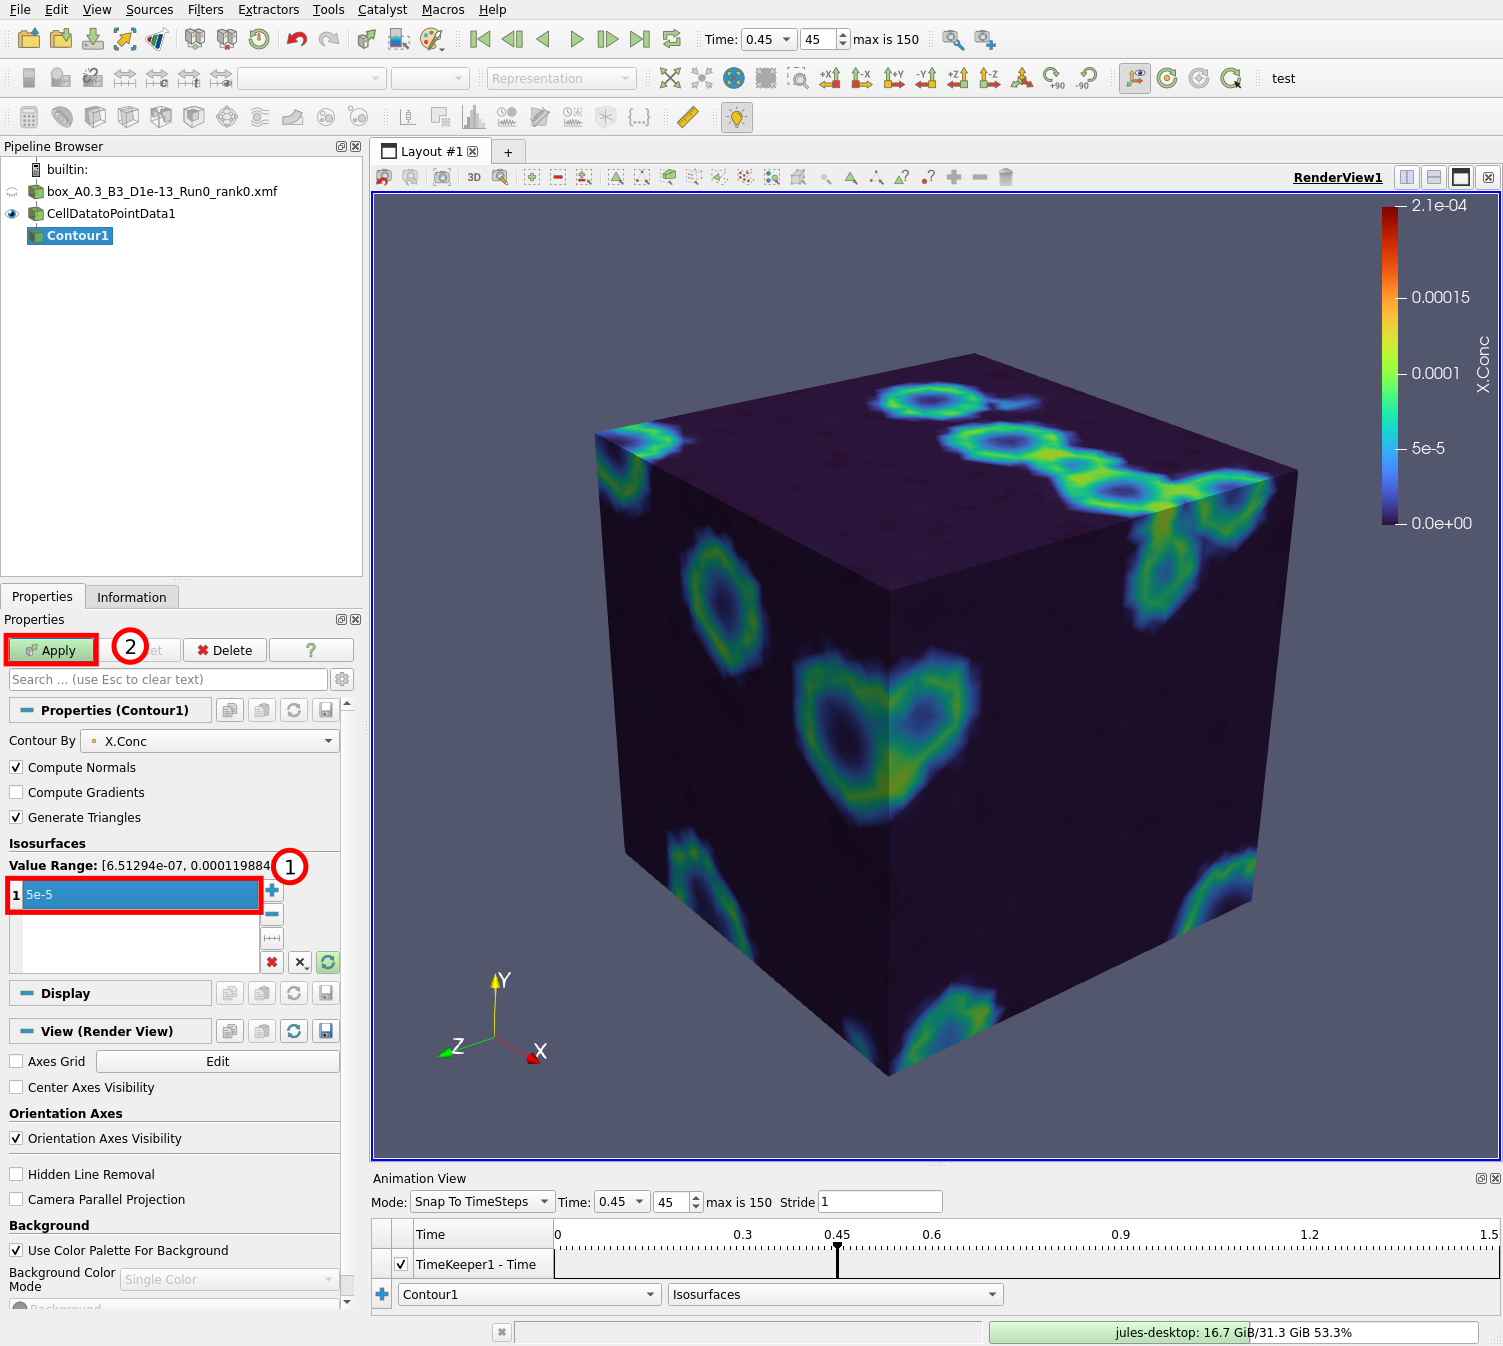 File Edit View Sources Filters Extractors Tools Catalyst Macros Help
Time: 0.45 45 max is 150
Representation +X -X +Y -Y +Z -Z +90 -90 test
Pipeline Browser
builtin:
box_A0.3_B3_D1e-13_Run0_rank0.xmf
CellDatatoPointData1
Contour1
Properties Information
Properties
Apply 2 et Delete ?
Search ... (use Esc to clear text)
Properties (Contour1)
Contour By X.Conc
Compute Normals
Compute Gradients
Generate Triangles
Isosurfaces
Value Range: [6.51294e-07, 0.000119884 1
1 5e-5
Display
View (Render View)
Axes Grid Edit
Center Axes Visibility
Orientation Axes
Orientation Axes Visibility
Hidden Line Removal
Camera Parallel Projection
Background
Use Color Palette For Background
Background Color
Mode
Single Color
Background
Layout #1 +
3D RenderView1
2.1e-04
0.00015
0.0001
5e-5
0.0e+00
X.Conc
Y
Z
X
Animation View
Mode: Snap To TimeSteps Time: 0.45 45 max is 150 Stride 1
Time 0 0.3 0.45 0.6 0.9 1.2 1.5
TimeKeeper1 - Time
Contour1 Isosurfaces
jules-desktop: 16.7 GiB/31.3 GiB 53.3%